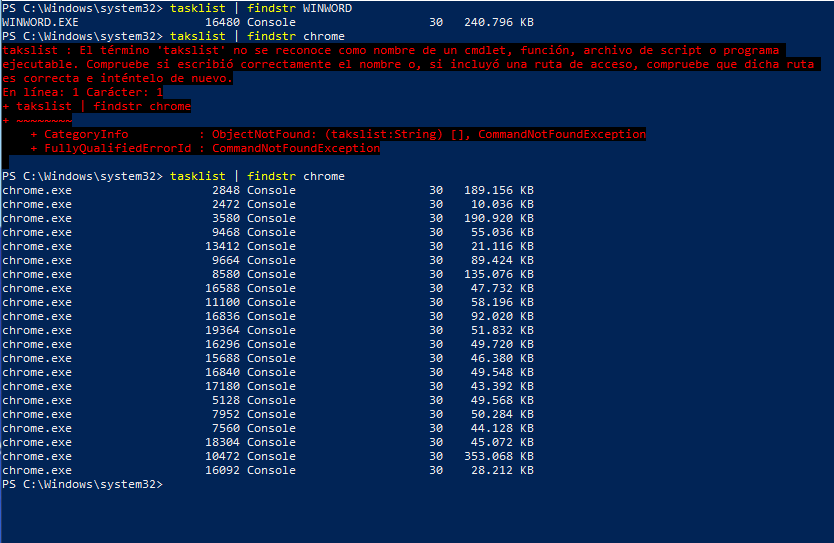 PS C:\Windows\system32> tasklist | findstr WINWORD
WINWORD.EXE                  16480 Console                   30   240.796 KB
PS C:\Windows\system32> takslist | findstr chrome
takslist : El término 'takslist' no se reconoce como nombre de un cmdlet, función, archivo de script o programa
ejecutable. Compruebe si escribió correctamente el nombre o, si incluyó una ruta de acceso, compruebe que dicha ruta
es correcta e inténtelo de nuevo.
En línea: 1 Carácter: 1
+ takslist | findstr chrome
+ ~~~~~~~~
    + CategoryInfo          : ObjectNotFound: (takslist:String) [], CommandNotFoundException
    + FullyQualifiedErrorId : CommandNotFoundException
PS C:\Windows\system32> tasklist | findstr chrome
chrome.exe                    2848 Console                   30   189.156 KB
chrome.exe                    2472 Console                   30    10.036 KB
chrome.exe                    3580 Console                   30   190.920 KB
chrome.exe                    9468 Console                   30    55.036 KB
chrome.exe                   13412 Console                   30    21.116 KB
chrome.exe                    9664 Console                   30    89.424 KB
chrome.exe                    8580 Console                   30   135.076 KB
chrome.exe                   16588 Console                   30    47.732 KB
chrome.exe                   11100 Console                   30    58.196 KB
chrome.exe                   16836 Console                   30    92.020 KB
chrome.exe                   19364 Console                   30    51.832 KB
chrome.exe                   16296 Console                   30    49.720 KB
chrome.exe                   15688 Console                   30    46.380 KB
chrome.exe                   16840 Console                   30    49.548 KB
chrome.exe                   17180 Console                   30    43.392 KB
chrome.exe                    5128 Console                   30    49.568 KB
chrome.exe                    7952 Console                   30    50.284 KB
chrome.exe                    7560 Console                   30    44.128 KB
chrome.exe                   18304 Console                   30    45.072 KB
chrome.exe                   10472 Console                   30   353.068 KB
chrome.exe                   16092 Console                   30    28.212 KB
PS C:\Windows\system32>